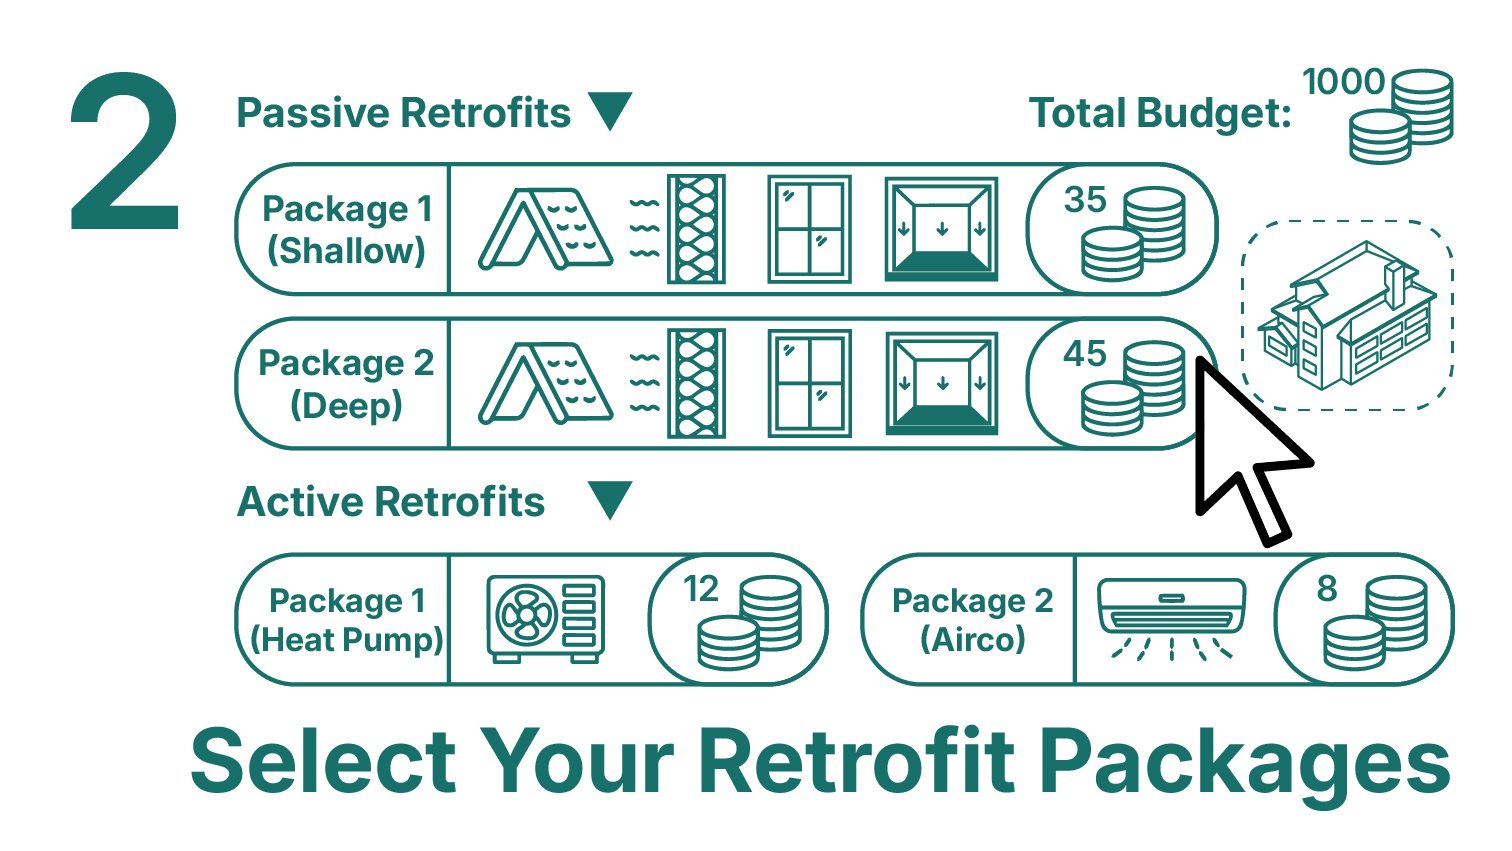 2
Passive Retrofits
Total Budget:
1000
Package 1
(Shallow)
35
Package 2
(Deep)
45
Active Retrofits
Package 1
(Heat Pump)
12
Package 2
(Airco)
8
Select Your Retrofit Packages